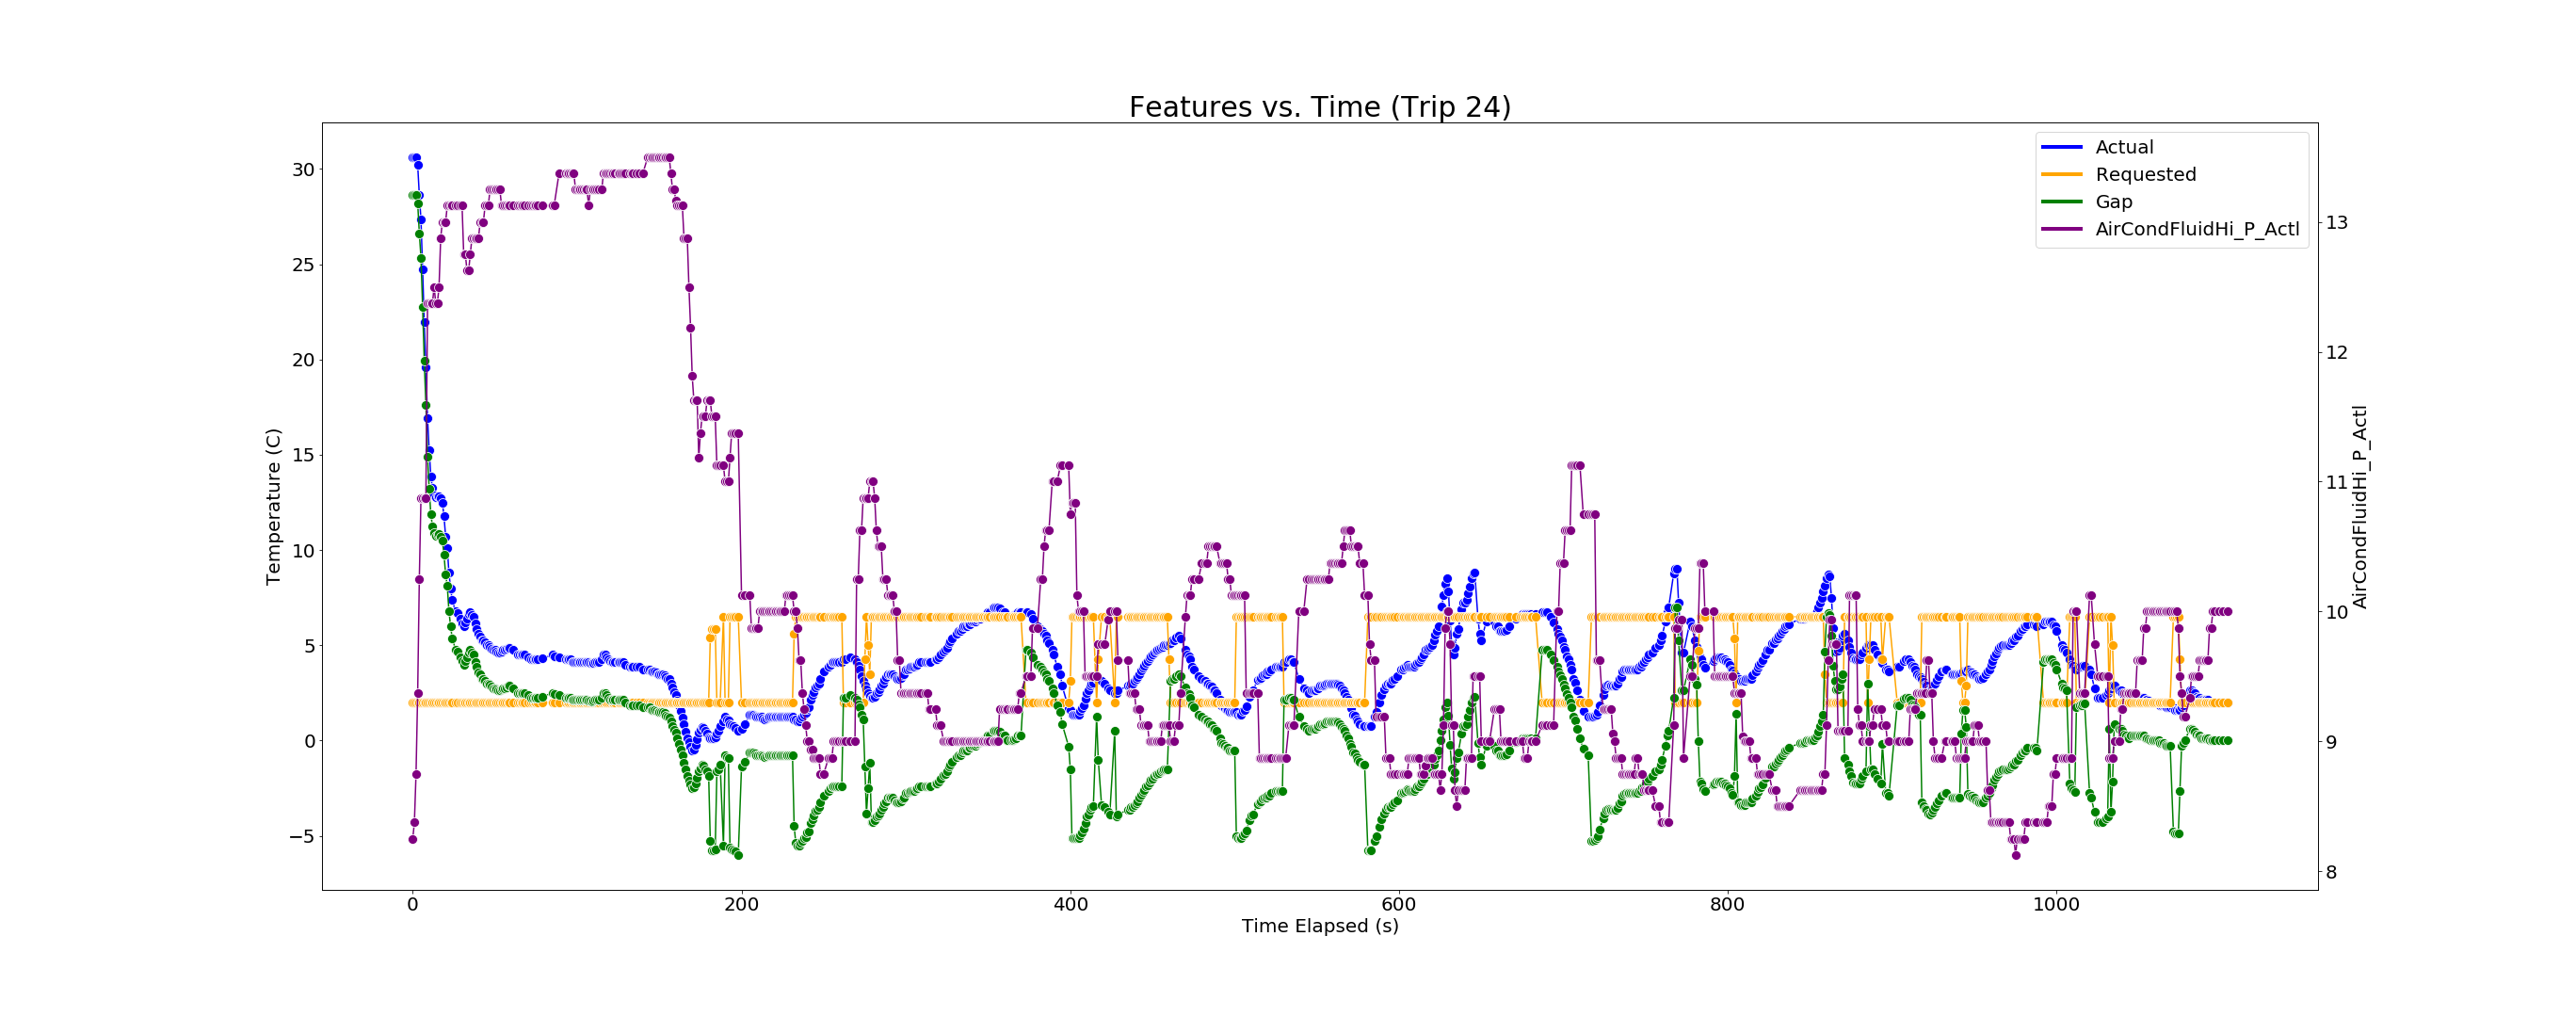 Features vs. Time (Trip 24)
Actual
Requested
Gap
AirCondFluidHi_P_Actl
Temperature (C)
30
25
20
15
10
5
0
−5
13
12
11
10
9
8
AirCondFluidHi_P_Actl
0 200 400 600 800 1000
Time Elapsed (s)